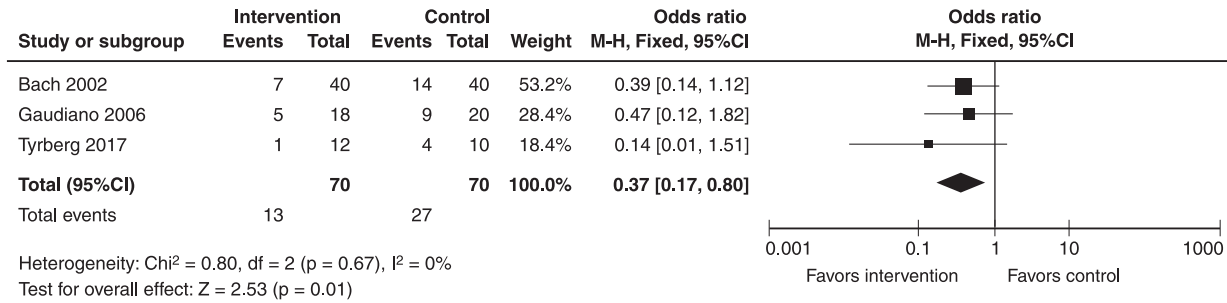 Intervention Control Odds ratio Odds ratio
Study or subgroup Events Total Events Total Weight M-H, Fixed, 95%CI M-H, Fixed, 95%CI
Bach 2002 7 40 14 40 53.2% 0.39 [0.14, 1.12]
Gaudiano 2006 5 18 9 20 28.4% 0.47 [0.12, 1.82]
Tyrberg 2017 1 12 4 10 18.4% 0.14 [0.01, 1.51]
Total (95%CI) 70 70 100.0% 0.37 [0.17, 0.80]
Total events 13 27
Heterogeneity: Chi² = 0.80, df = 2 (p = 0.67), I² = 0%
Test for overall effect: Z = 2.53 (p = 0.01)
0.001 0.1 1 10 1000
Favors intervention Favors control